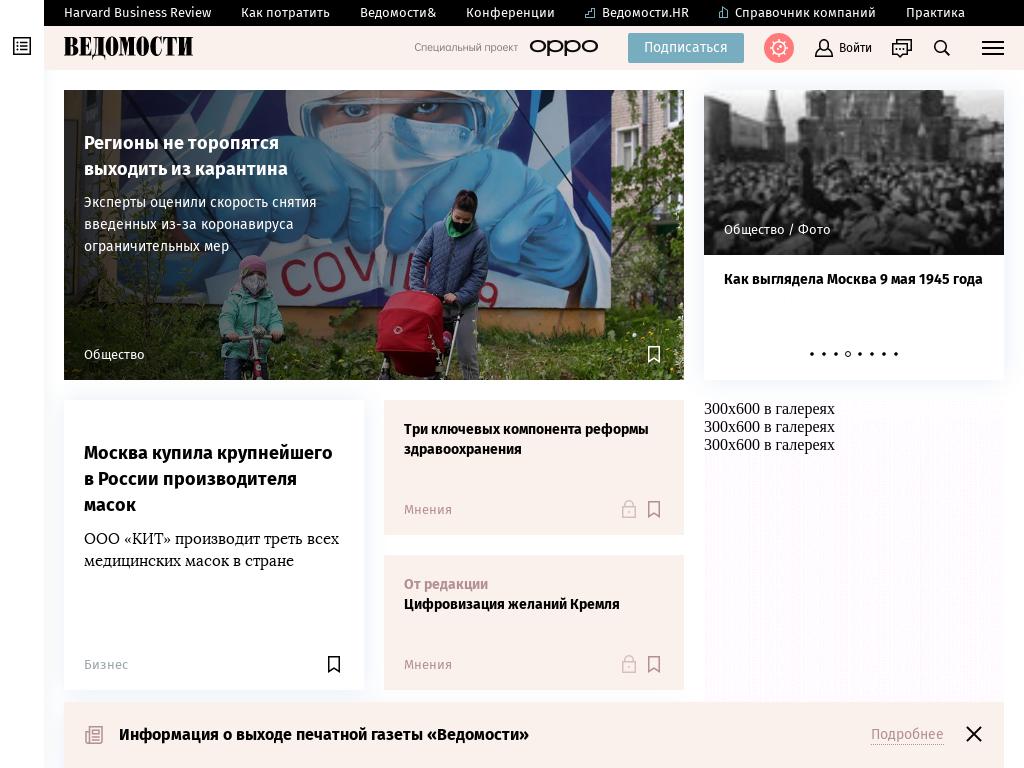 Harvard Business Review
Как потратить
Ведомости&
Конференции
Ведомости.HR
Справочник компаний
Практика
ВЕДОМОСТИ
Специальный проект
oppo
Подписаться
Войти
Регионы не торопятся
выходить из карантина
Эксперты оценили скорость снятия
введенных из-за коронавируса
ограничительных мер
COVID-19
Общество
Общество / Фото
Как выглядела Москва 9 мая 1945 года
Москва купила крупнейшего
в России производителя
масок
ООО «КИТ» производит треть всех
медицинских масок в стране
Бизнес
Три ключевых компонента реформы
здравоохранения
Мнения
От редакции
Цифровизация желаний Кремля
Мнения
300x600 в галереях
300x600 в галереях
300x600 в галереях
Информация о выходе печатной газеты «Ведомости»
Подробнее